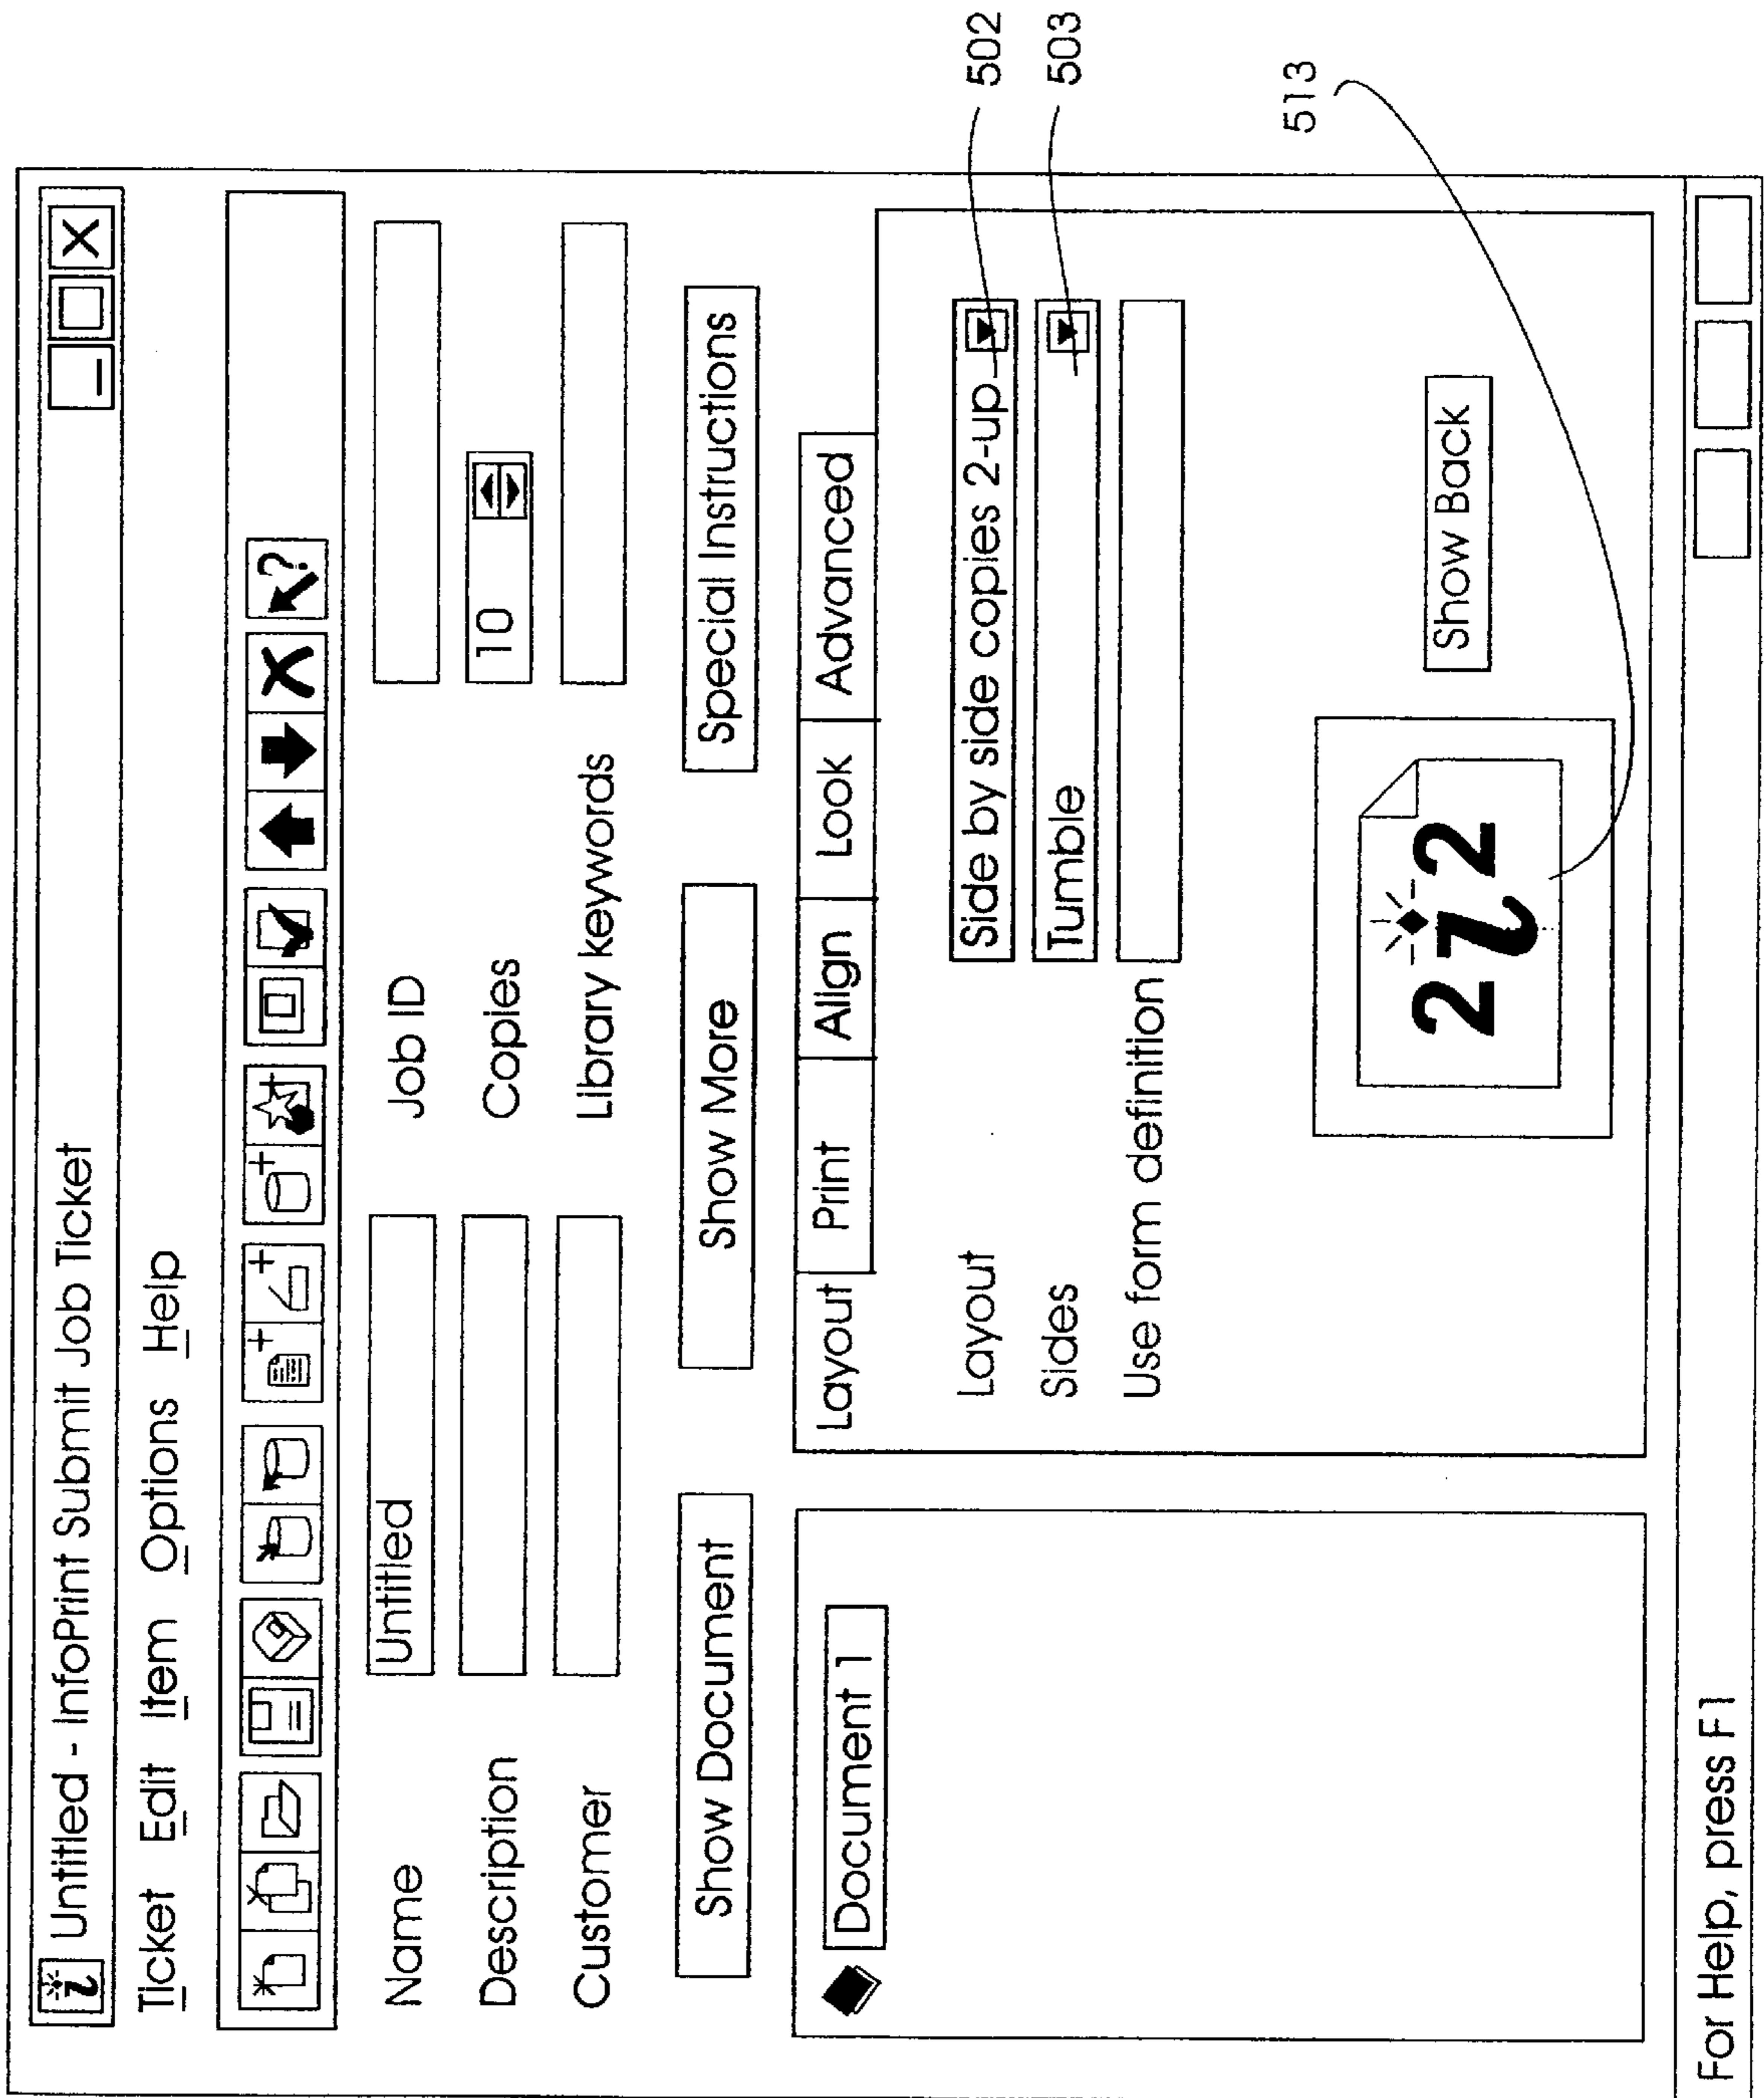 Untitled - InfoPrint Submit Job Ticket
Ticket Edit Item Options Help
Name Untitled Job ID
Description Copies 10
Customer Library keywords
Show Document Show More Special Instructions
Document 1
Layout Print Align Look Advanced
Layout Side by side copies 2-up
502
Sides Tumble
503
Use form definition
2 i 2
Show Back
513
For Help, press F1